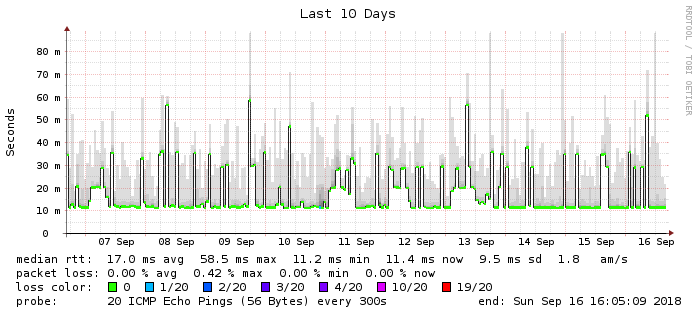 Last 10 Days
RRDTOOL / TOBI OETIKER
Seconds
80 m
70 m
60 m
50 m
40 m
30 m
20 m
10 m
0
07 Sep 08 Sep 09 Sep 10 Sep 11 Sep 12 Sep 13 Sep 14 Sep 15 Sep 16 Sep
median rtt: 17.0 ms avg 58.5 ms max 11.2 ms min 11.4 ms now 9.5 ms sd 1.8 am/s
packet loss: 0.00 % avg 0.42 % max 0.00 % min 0.00 % now
loss color: 0 1/20 2/20 3/20 4/20 10/20 19/20
probe: 20 ICMP Echo Pings (56 Bytes) every 300s end: Sun Sep 16 16:05:09 2018